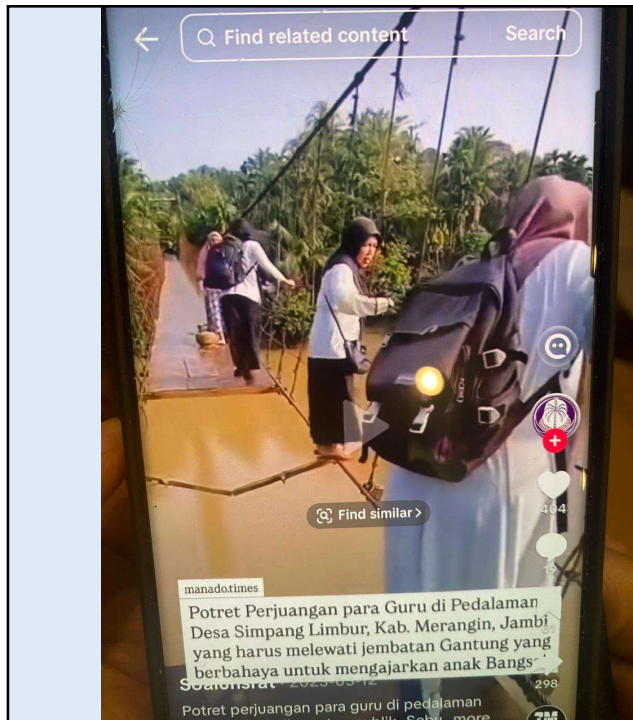 Find related content
Search
Find similar >
404
19
manado.times
Potret Perjuangan para Guru di Pedalaman
Desa Simpang Limbur, Kab. Merangin, Jambi
yang harus melewati jembatan Gantung yang
berbahaya untuk mengajarkan anak
298
Potret perjuangan para guru di pedalaman
more